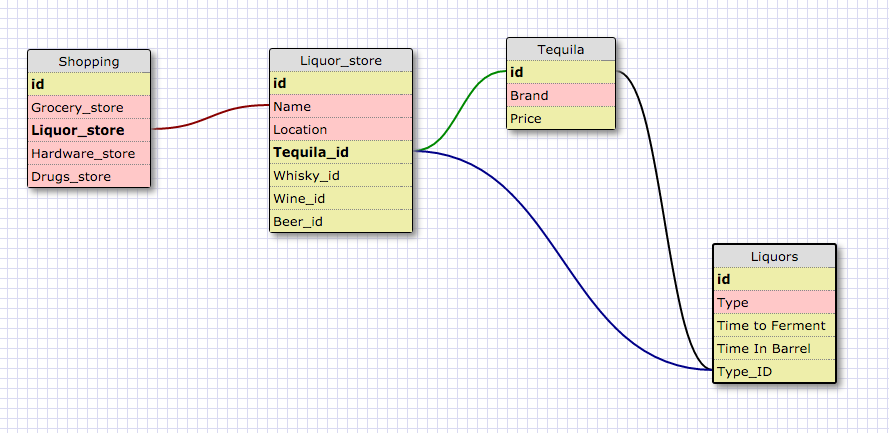 Shopping
id
Grocery_store
Liquor_store
Hardware_store
Drugs_store
Liquor_store
id
Name
Location
Tequila_id
Whisky_id
Wine_id
Beer_id
Tequila
id
Brand
Price
Liquors
id
Type
Time to Ferment
Time In Barrel
Type_ID